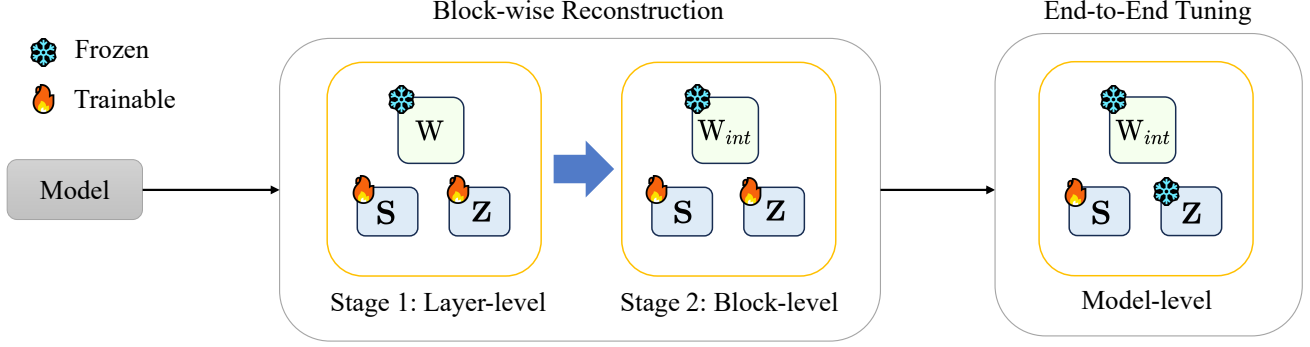 Block-wise Reconstruction
End-to-End Tuning
Frozen
Trainable
Model
W
S
Z
Stage 1: Layer-level
W_int
S
Z
Stage 2: Block-level
W_int
S
Z
Model-level